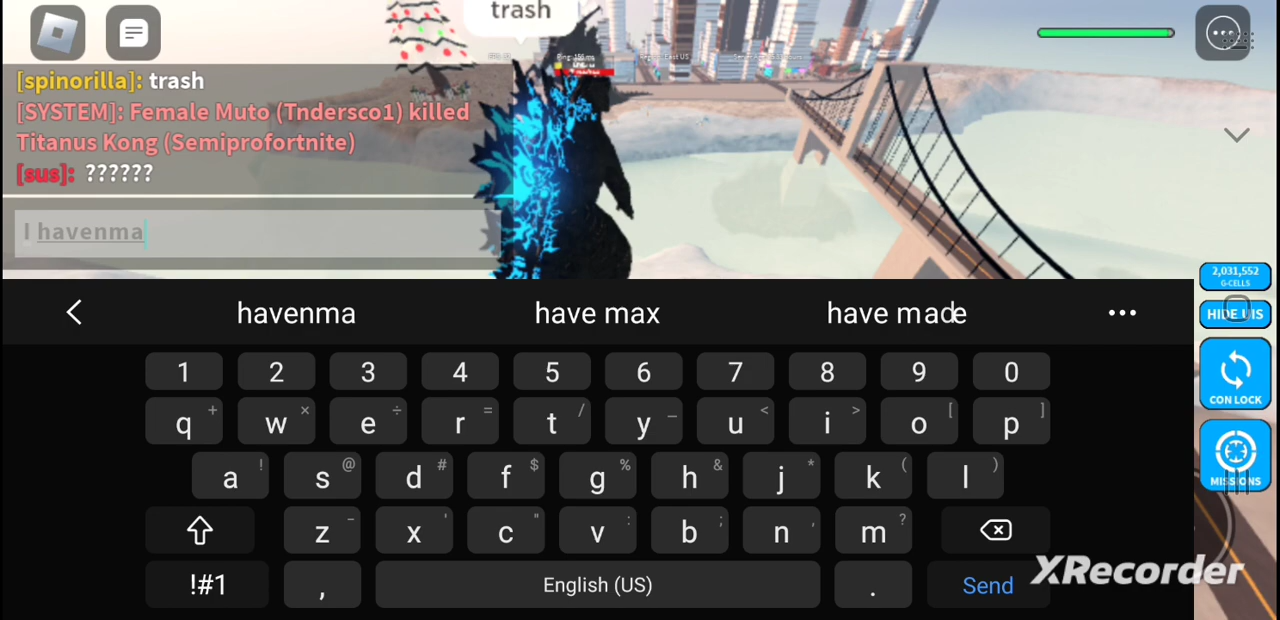 trash
[spinorilla]: trash
[SYSTEM]: Female Muto (Tndersco1) killed
Titanus Kong (Semiprofortnite)
[sus]: ??????
I havenma
2,031,552
G-CELLS
HIDE UIS
CON LOCK
MISSIONS
havenma have max have made
1 2 3 4 5 6 7 8 9 0
q + w × e ÷ r = t / y _ u < i > o [ p ]
a ! s @ d # f $ g % h & j * k ( l )
z - x ' c " v : b ; n , m ?
!#1 , English (US) . Send
XRecorder